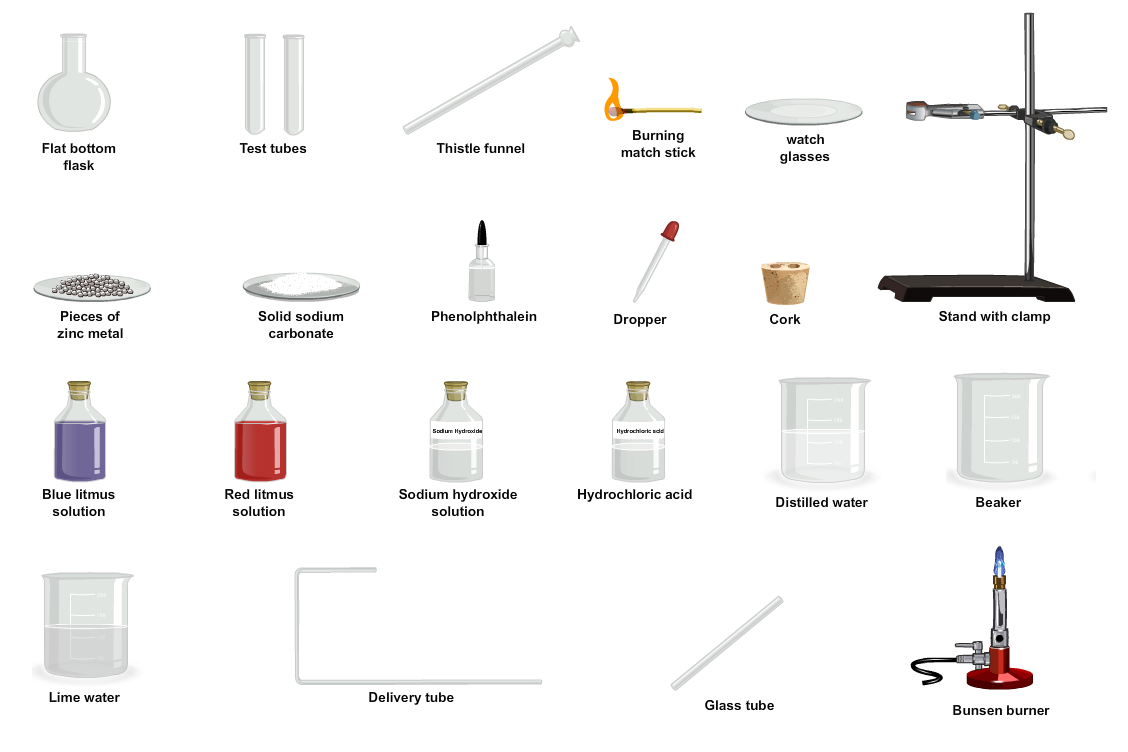 Flat bottom
flask
Test tubes
Thistle funnel
Burning
match stick
watch
glasses
Pieces of
zinc metal
Solid sodium
carbonate
Phenolphthalein
Dropper
Cork
Stand with clamp
Sodium Hydroxide
Hydrochloric acid
Blue litmus
solution
Red litmus
solution
Sodium hydroxide
solution
Hydrochloric acid
Distilled water
Beaker
Lime water
Delivery tube
Glass tube
Bunsen burner